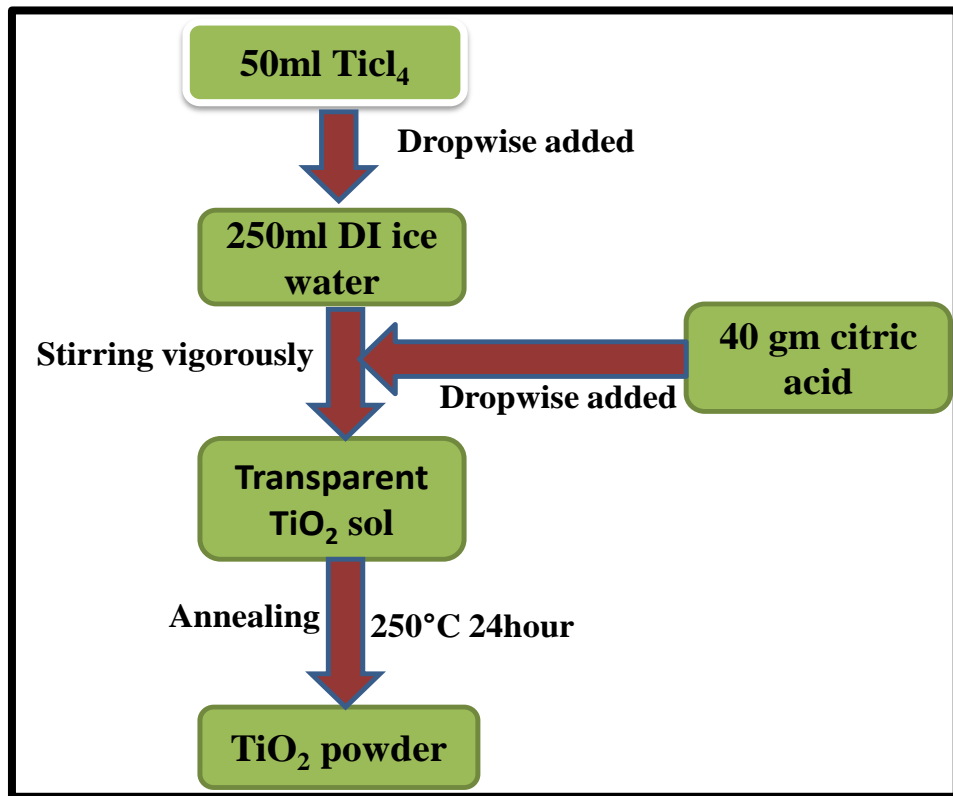 50ml Ticl₄
Dropwise added
250ml DI ice
water
Stirring vigorously
40 gm citric
acid
Dropwise added
Transparent
TiO₂ sol
Annealing
250°C 24hour
TiO₂ powder